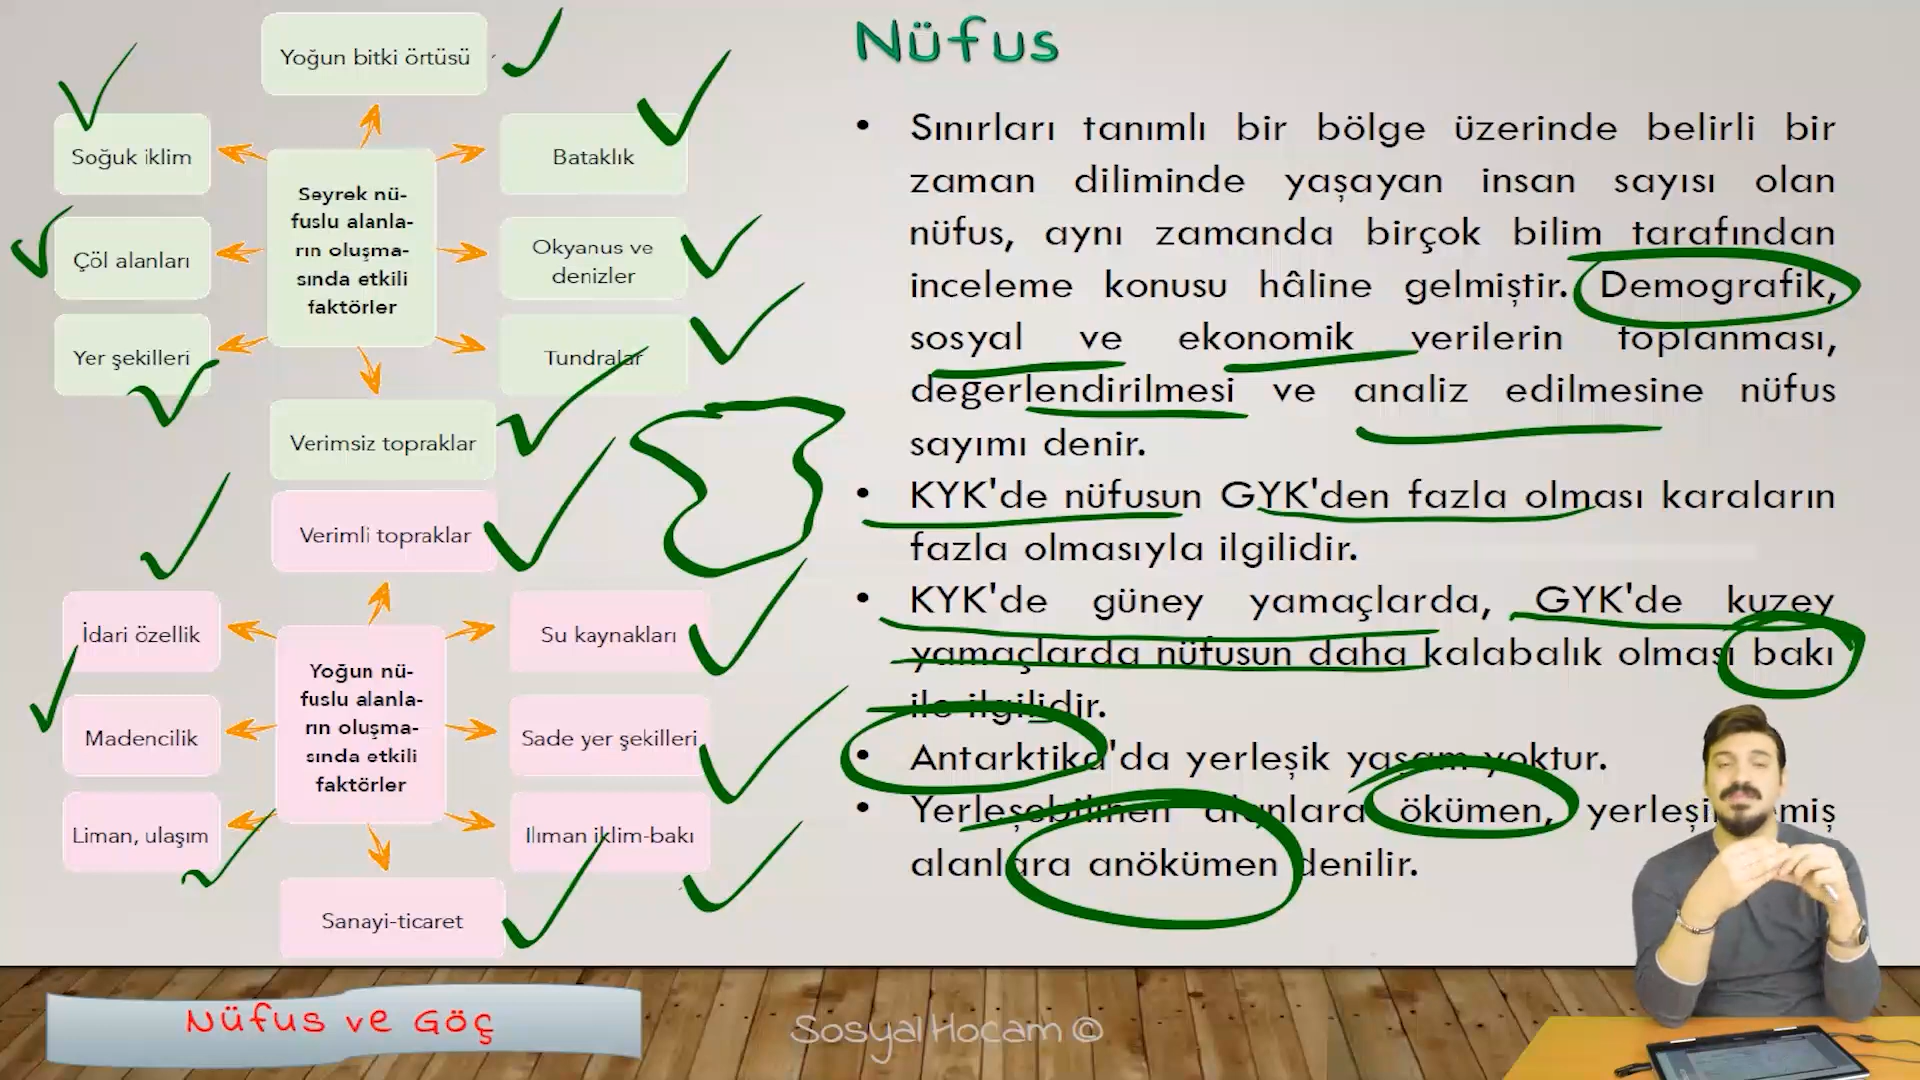 Yoğun bitki örtüsü
Soğuk iklim
Bataklık
Seyrek nü-
fuslu alanla-
rın oluşma-
sında etkili
faktörler
Çöl alanları
Okyanus ve
denizler
Yer şekilleri
Tundralar
Verimsiz topraklar
Verimli topraklar
İdari özellik
Su kaynakları
Yoğun nü-
fuslu alanla-
rın oluşma-
sında etkili
faktörler
Madencilik
Sade yer şekilleri
Liman, ulaşım
Ilıman iklim-bakı
Sanayi-ticaret
Nüfus
• Sınırları tanımlı bir bölge üzerinde belirli bir
zaman diliminde yaşayan insan sayısı olan
nüfus, aynı zamanda birçok bilim tarafından
inceleme konusu hâline gelmiştir. Demografik,
sosyal ve ekonomik verilerin toplanması,
değerlendirilmesi ve analiz edilmesine nüfus
sayımı denir.
• KYK'de nüfusun GYK'den fazla olması karaların
fazla olmasıyla ilgilidir.
• KYK'de güney yamaçlarda, GYK'de kuzey
yamaçlarda nüfusun daha kalabalık olması bakı
ile ilgilidir.
• Antarktika'da yerleşik yaşam yoktur.
• Yerleşebilinen alanlara ökümen,
alanlara anökümen denilir.
Nüfus ve Göç
Sosyal Hocam ©